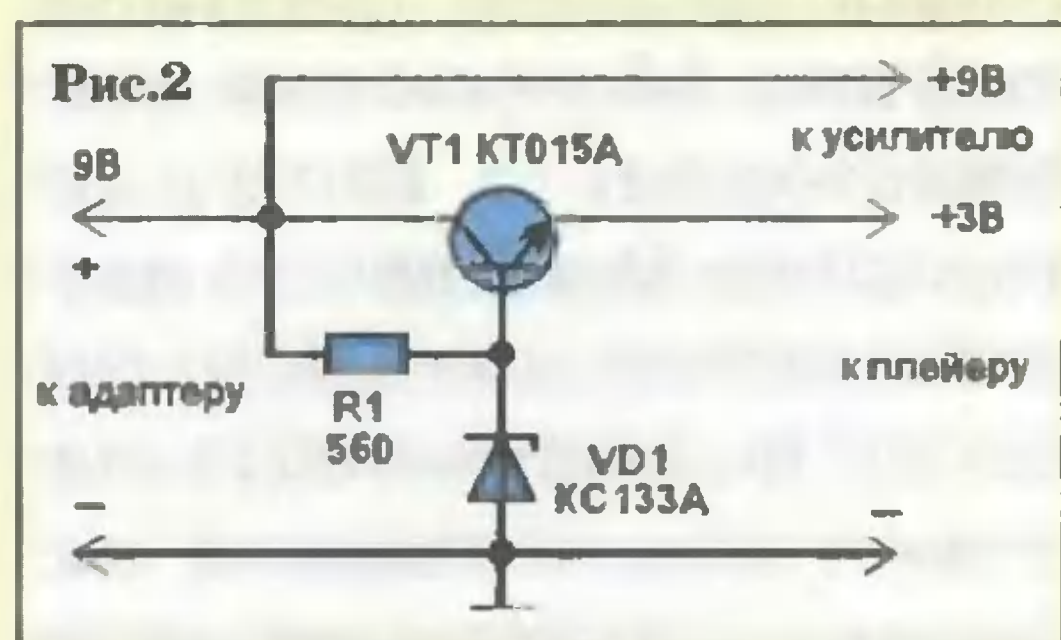 Рис.2
+9В
к усилителю
9В
VT1 КТ015А
+3В
+
к адаптеру
R1
560
к плейеру
VD1
КС133А
–
–